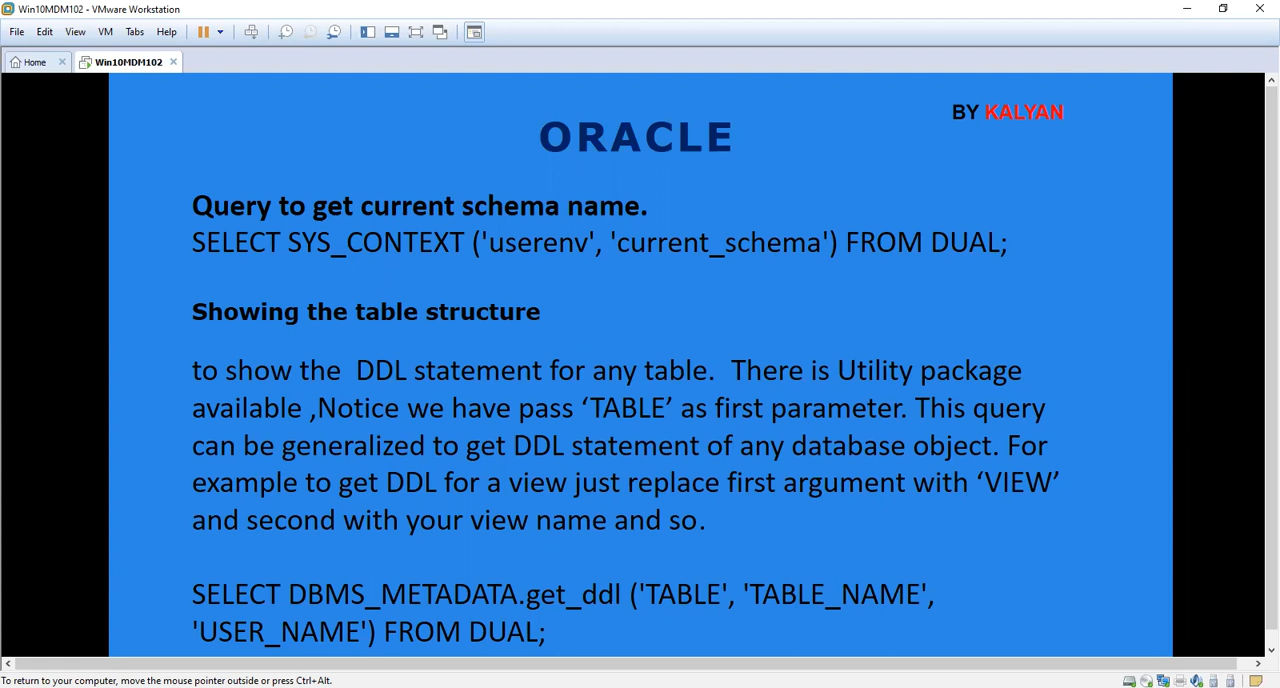 Win10MDM102 - VMware Workstation
File Edit View VM Tabs Help
Home Win10MDM102
BY KALYAN
ORACLE
Query to get current schema name.
SELECT SYS_CONTEXT ('userenv', 'current_schema') FROM DUAL;
Showing the table structure
to show the  DDL statement for any table.  There is Utility package
available ,Notice we have pass ‘TABLE’ as first parameter. This query
can be generalized to get DDL statement of any database object. For
example to get DDL for a view just replace first argument with ‘VIEW’
and second with your view name and so.
SELECT DBMS_METADATA.get_ddl ('TABLE', 'TABLE_NAME',
'USER_NAME') FROM DUAL;
To return to your computer, move the mouse pointer outside or press Ctrl+Alt.